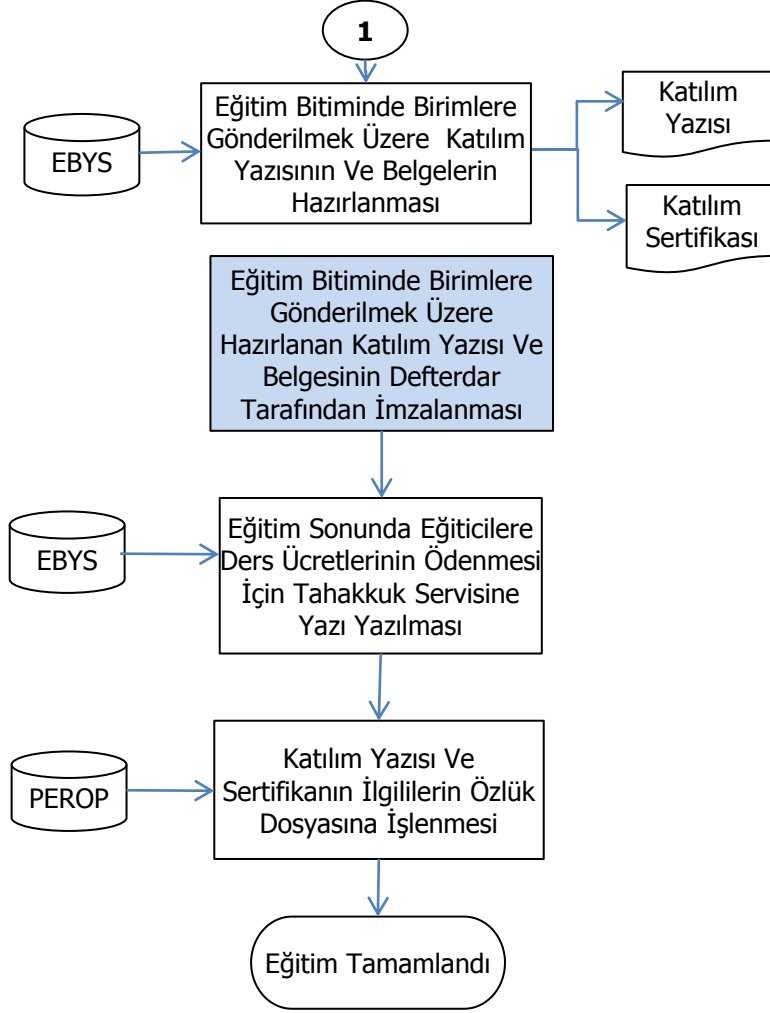 1
EBYS
Eğitim Bitiminde Birimlere
Gönderilmek Üzere Katılım
Yazısının Ve Belgelerin
Hazırlanması
Katılım
Yazısı
Katılım
Sertifikası
Eğitim Bitiminde Birimlere
Gönderilmek Üzere
Hazırlanan Katılım Yazısı Ve
Belgesinin Defterdar
Tarafından İmzalanması
EBYS
Eğitim Sonunda Eğiticilere
Ders Ücretlerinin Ödenmesi
İçin Tahakkuk Servisine
Yazı Yazılması
PEROP
Katılım Yazısı Ve
Sertifikanın İlgililerin Özlük
Dosyasına İşlenmesi
Eğitim Tamamlandı